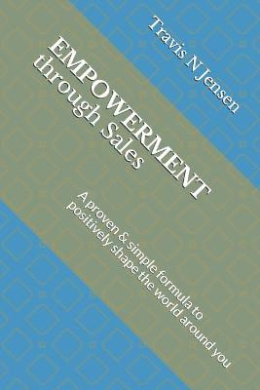 Travis N Jensen
EMPOWERMENT
through Sales
A proven & simple formula to
positively shape the world around you